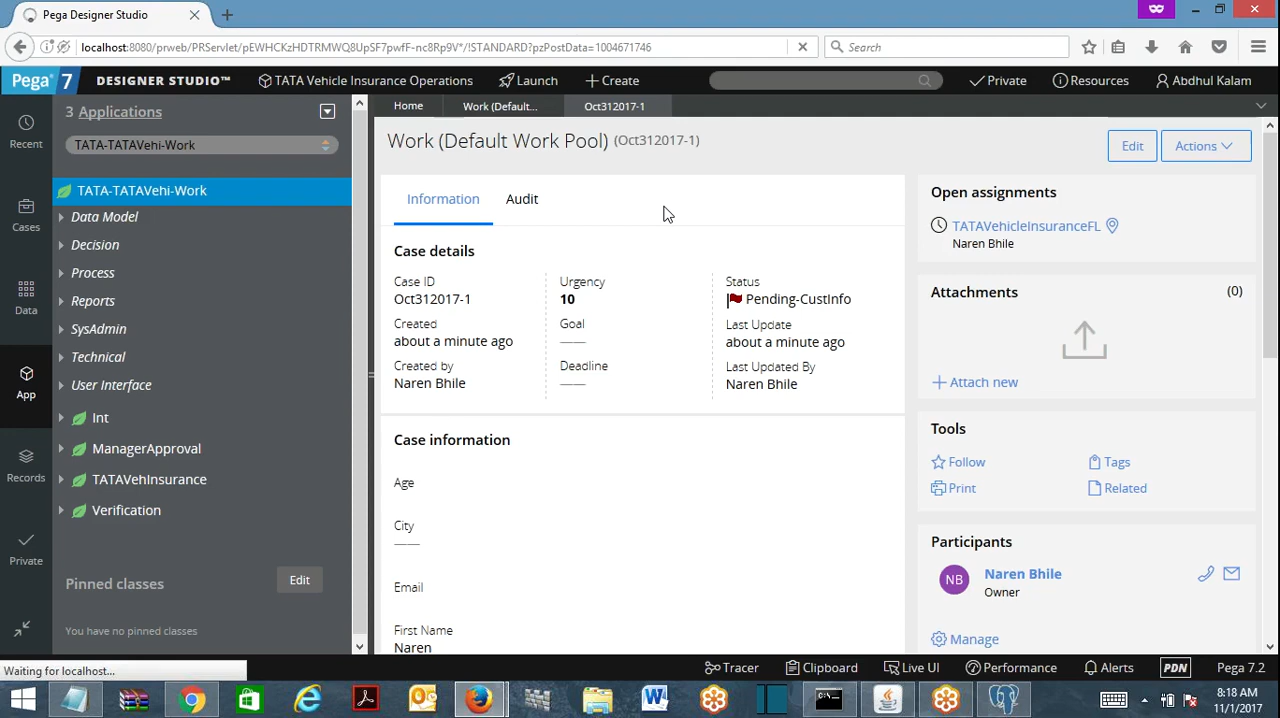 Pega Designer Studio
localhost:8080/prweb/PRServlet/pEWHCKzHDTRMWQ8UpSF7pwfF-nc8Rp9V*/!STANDARD?pzPostData=1004671746
Search
Pega 7 DESIGNER STUDIO™ TATA Vehicle Insurance Operations Launch Create Private Resources Abdhul Kalam
Recent
Cases
Data
App
Records
Private
3 Applications
TATA-TATAVehi-Work
TATA-TATAVehi-Work
Data Model
Decision
Process
Reports
SysAdmin
Technical
User Interface
Int
ManagerApproval
TATAVehInsurance
Verification
Pinned classes Edit
You have no pinned classes
Home Work (Default... Oct312017-1
Work (Default Work Pool) (Oct312017-1) Edit Actions
Information Audit
Case details
Case ID Urgency Status
Oct312017-1 10 Pending-CustInfo
Created Goal Last Update
about a minute ago —— about a minute ago
Created by Deadline Last Updated By
Naren Bhile —— Naren Bhile
Case information
Age
City
——
Email
First Name
Naren
Open assignments
TATAVehicleInsuranceFL
Naren Bhile
Attachments (0)
Attach new
Tools
Follow Tags
Print Related
Participants
NB Naren Bhile
Owner
Manage
Waiting for localhost...
Tracer Clipboard Live UI Performance Alerts PDN Pega 7.2
8:18 AM
11/1/2017